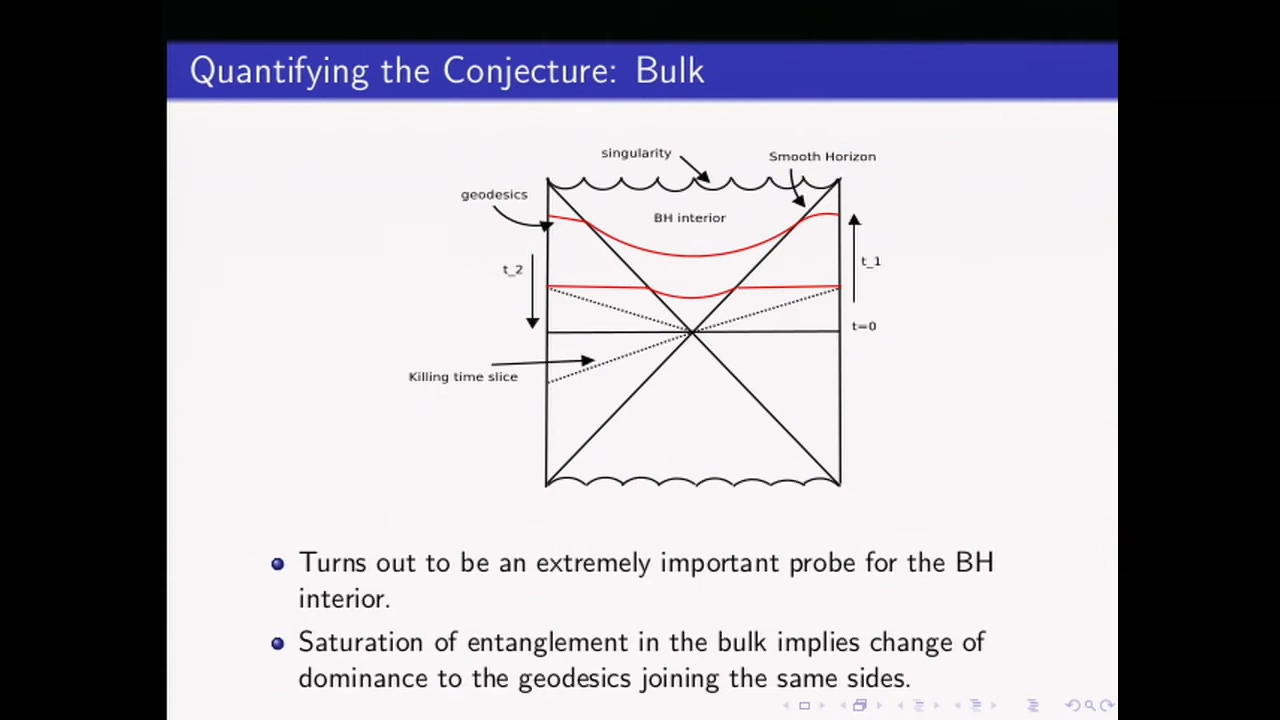 Quantifying the Conjecture: Bulk
singularity
Smooth Horizon
geodesics
BH interior
t_2
t_1
t=0
Killing time slice
Turns out to be an extremely important probe for the BH
interior.
Saturation of entanglement in the bulk implies change of
dominance to the geodesics joining the same sides.